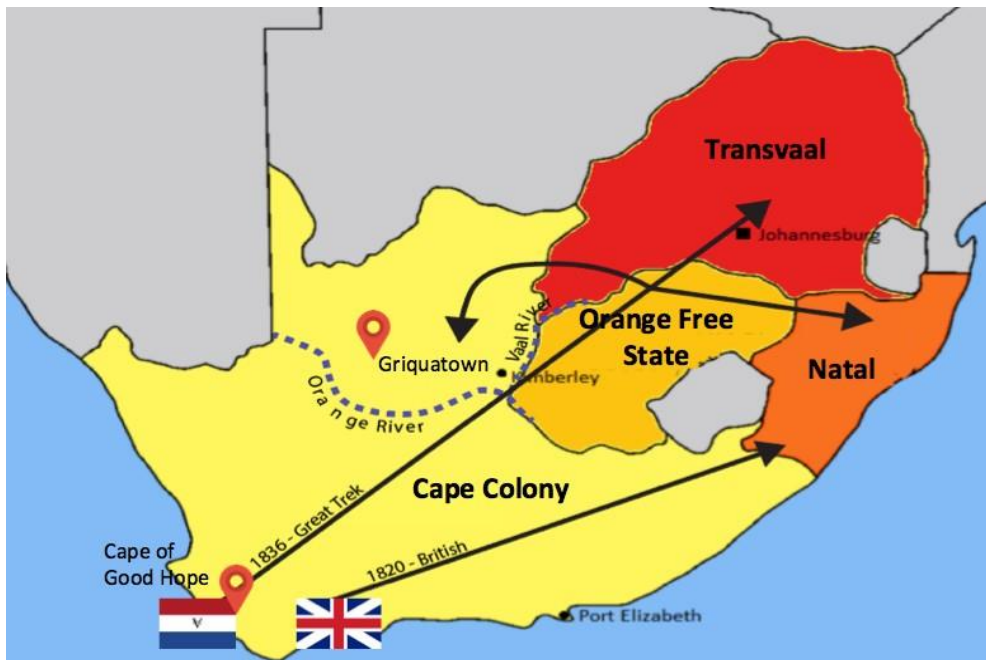 Transvaal
Johannesburg
Orange Free
State
Vaal River
Natal
Griquatown
Kimberley
Orange River
Cape Colony
1836 - Great Trek
1820 - British
Cape of
Good Hope
V
Port Elizabeth